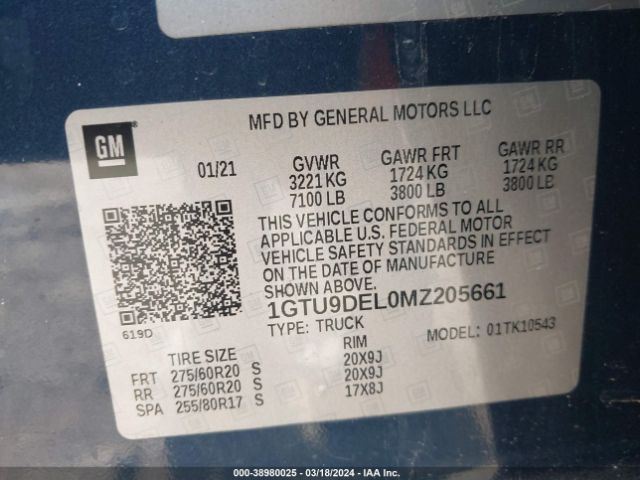 MFD BY GENERAL MOTORS LLC
GM
01/21 GVWR GAWR FRT GAWR RR
3221 KG 1724 KG 1724 KG
7100 LB 3800 LB 3800 LB
THIS VEHICLE CONFORMS TO ALL
APPLICABLE U.S. FEDERAL MOTOR
VEHICLE SAFETY STANDARDS IN EFFECT
ON THE DATE OF MANUFACTURE
SHOWN ABOVE.
1GTU9DEL0MZ205661
619D TYPE: TRUCK MODEL: 01TK10543
TIRE SIZE RIM
FRT 275/60R20 S 20X9J
RR 275/60R20 S 20X9J
SPA 255/80R17 S 17X8J
000-38980025 - 03/18/2024 - IAA Inc.